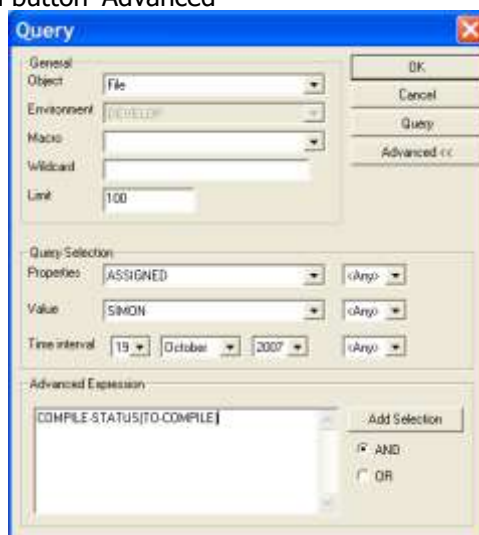 button Advanced
Query
General
Object File
OK
Cancel
Environment DEVELOP
Query
Macro
Advanced <<
Wildcard
Limit 100
Query Selection
Properties ASSIGNED <Any>
Value SIMON <Any>
Time interval 19 October 2007 <Any>
Advanced Expression
COMPILE-STATUS(TO-COMPILE)
Add Selection
AND
OR